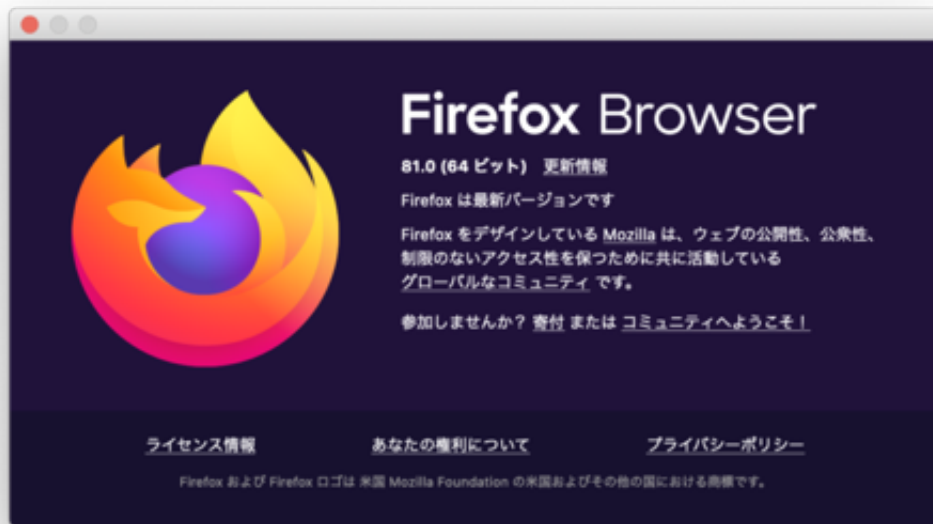 Firefox Browser
81.0 (64 ビット) 更新情報
Firefox は最新バージョンです
Firefox をデザインしている Mozilla は、ウェブの公開性、公衆性、
制限のないアクセス性を保つために共に活動している
グローバルなコミュニティ です。
参加しませんか？ 寄付 または コミュニティへようこそ！
ライセンス情報 あなたの権利について プライバシーポリシー
Firefox および Firefox ロゴは 米国 Mozilla Foundation の米国およびその他の国における商標です。